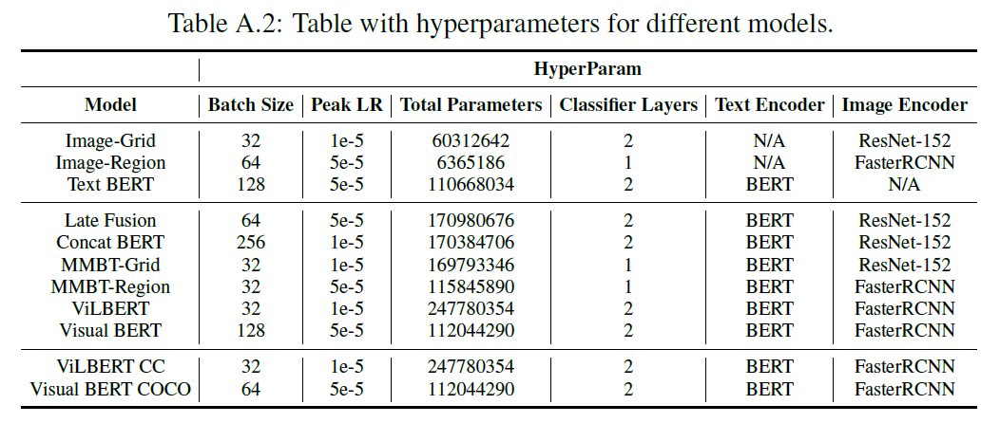 Table A.2: Table with hyperparameters for different models.
HyperParam
Model Batch Size Peak LR Total Parameters Classifier Layers Text Encoder Image Encoder
Image-Grid 32 1e-5 60312642 2 N/A ResNet-152
Image-Region 64 5e-5 6365186 1 N/A FasterRCNN
Text BERT 128 5e-5 110668034 2 BERT N/A
Late Fusion 64 5e-5 170980676 2 BERT ResNet-152
Concat BERT 256 1e-5 170384706 2 BERT ResNet-152
MMBT-Grid 32 1e-5 169793346 1 BERT ResNet-152
MMBT-Region 32 5e-5 115845890 1 BERT FasterRCNN
ViLBERT 32 1e-5 247780354 2 BERT FasterRCNN
Visual BERT 128 5e-5 112044290 2 BERT FasterRCNN
ViLBERT CC 32 1e-5 247780354 2 BERT FasterRCNN
Visual BERT COCO 64 5e-5 112044290 2 BERT FasterRCNN